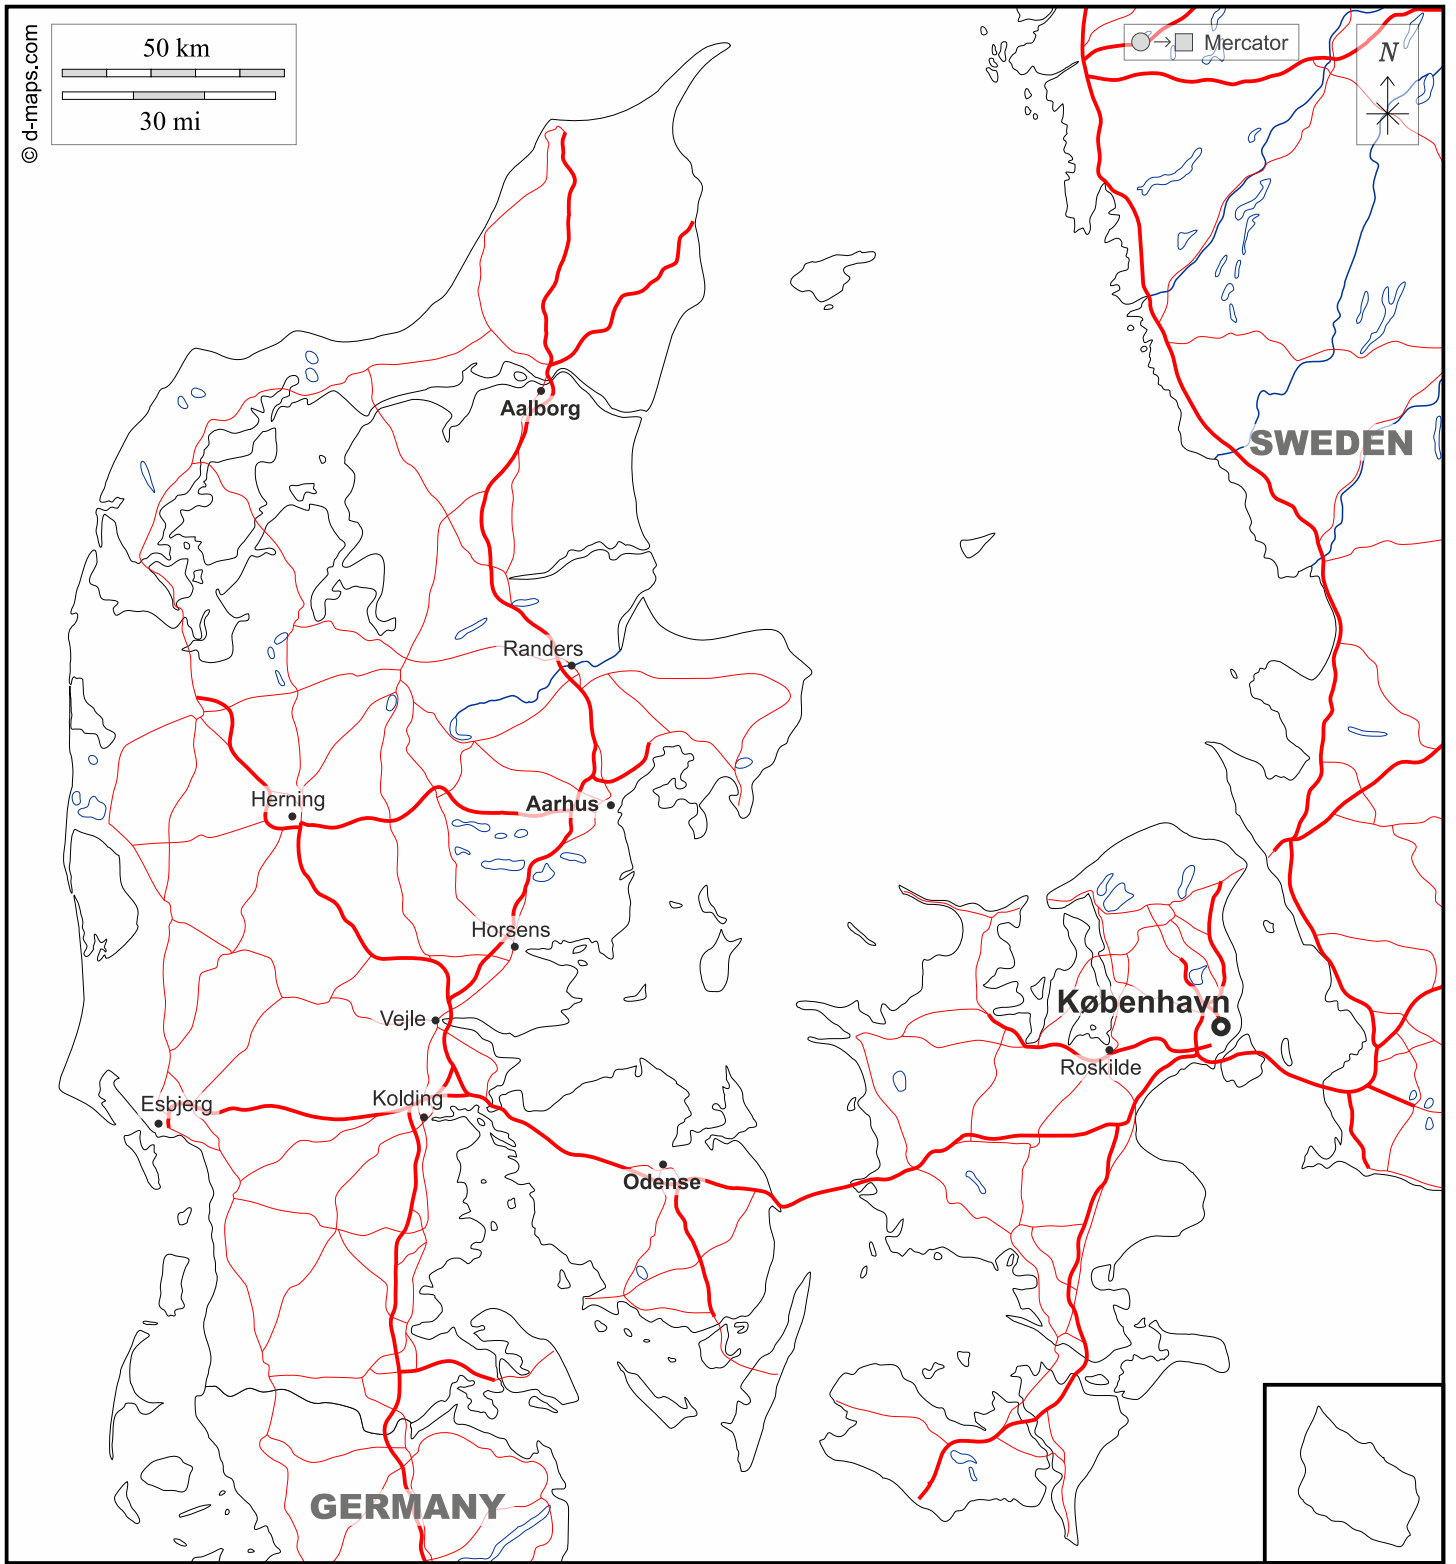 © d-maps.com
50 km
30 mi
Mercator
N
Aalborg
SWEDEN
Randers
Herning
Aarhus
Horsens
København
Vejle
Roskilde
Kolding
Esbjerg
Odense
GERMANY